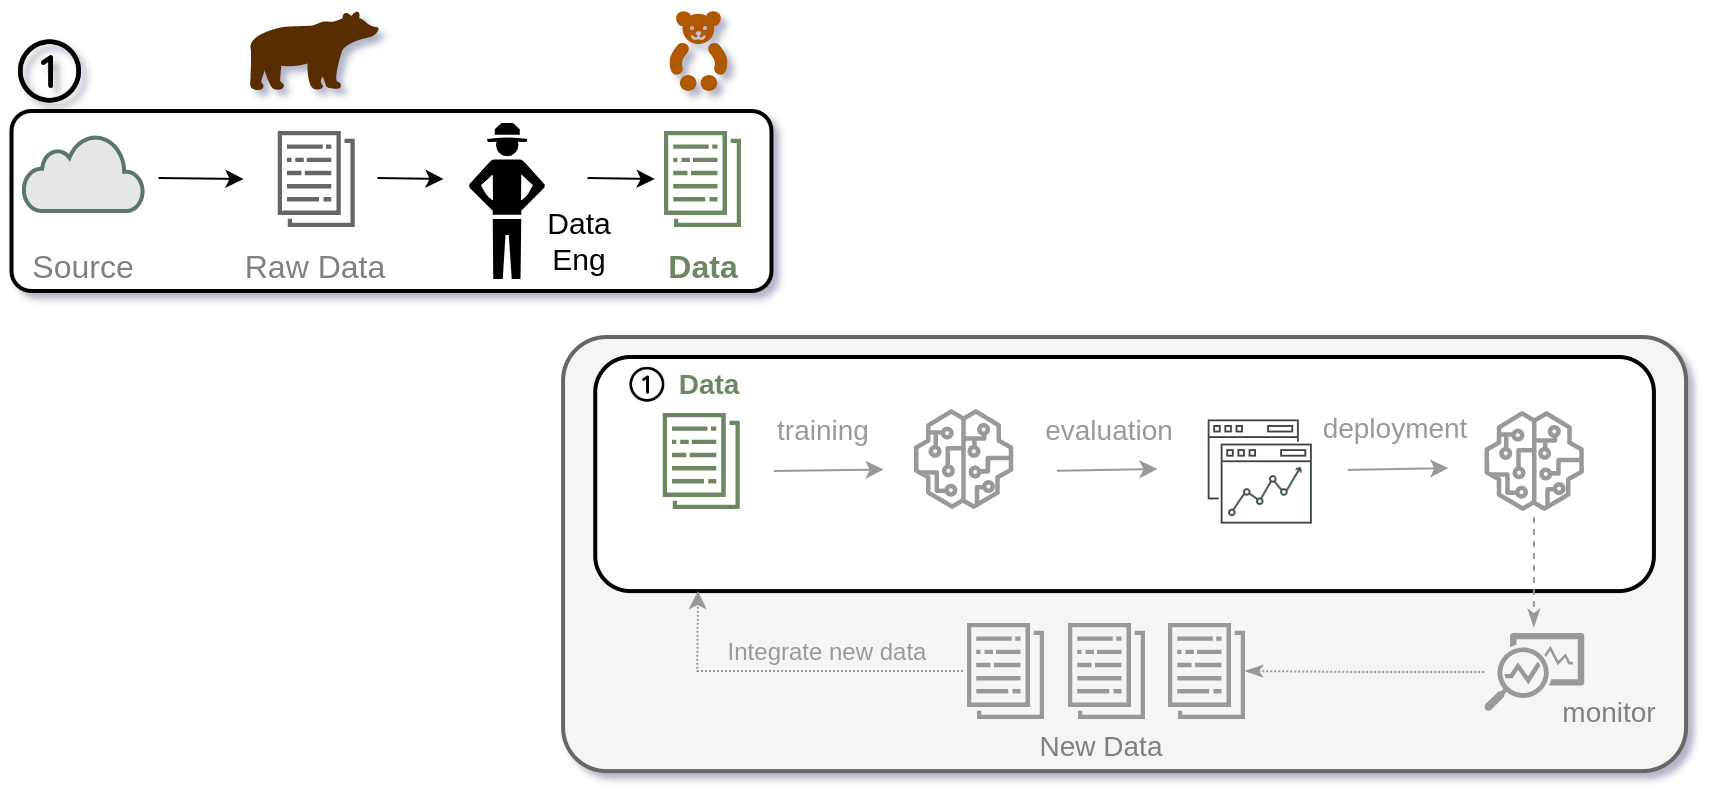 1
Source
Raw Data
Data
Eng
Data
1
Data
training
evaluation
deployment
Integrate new data
New Data
monitor